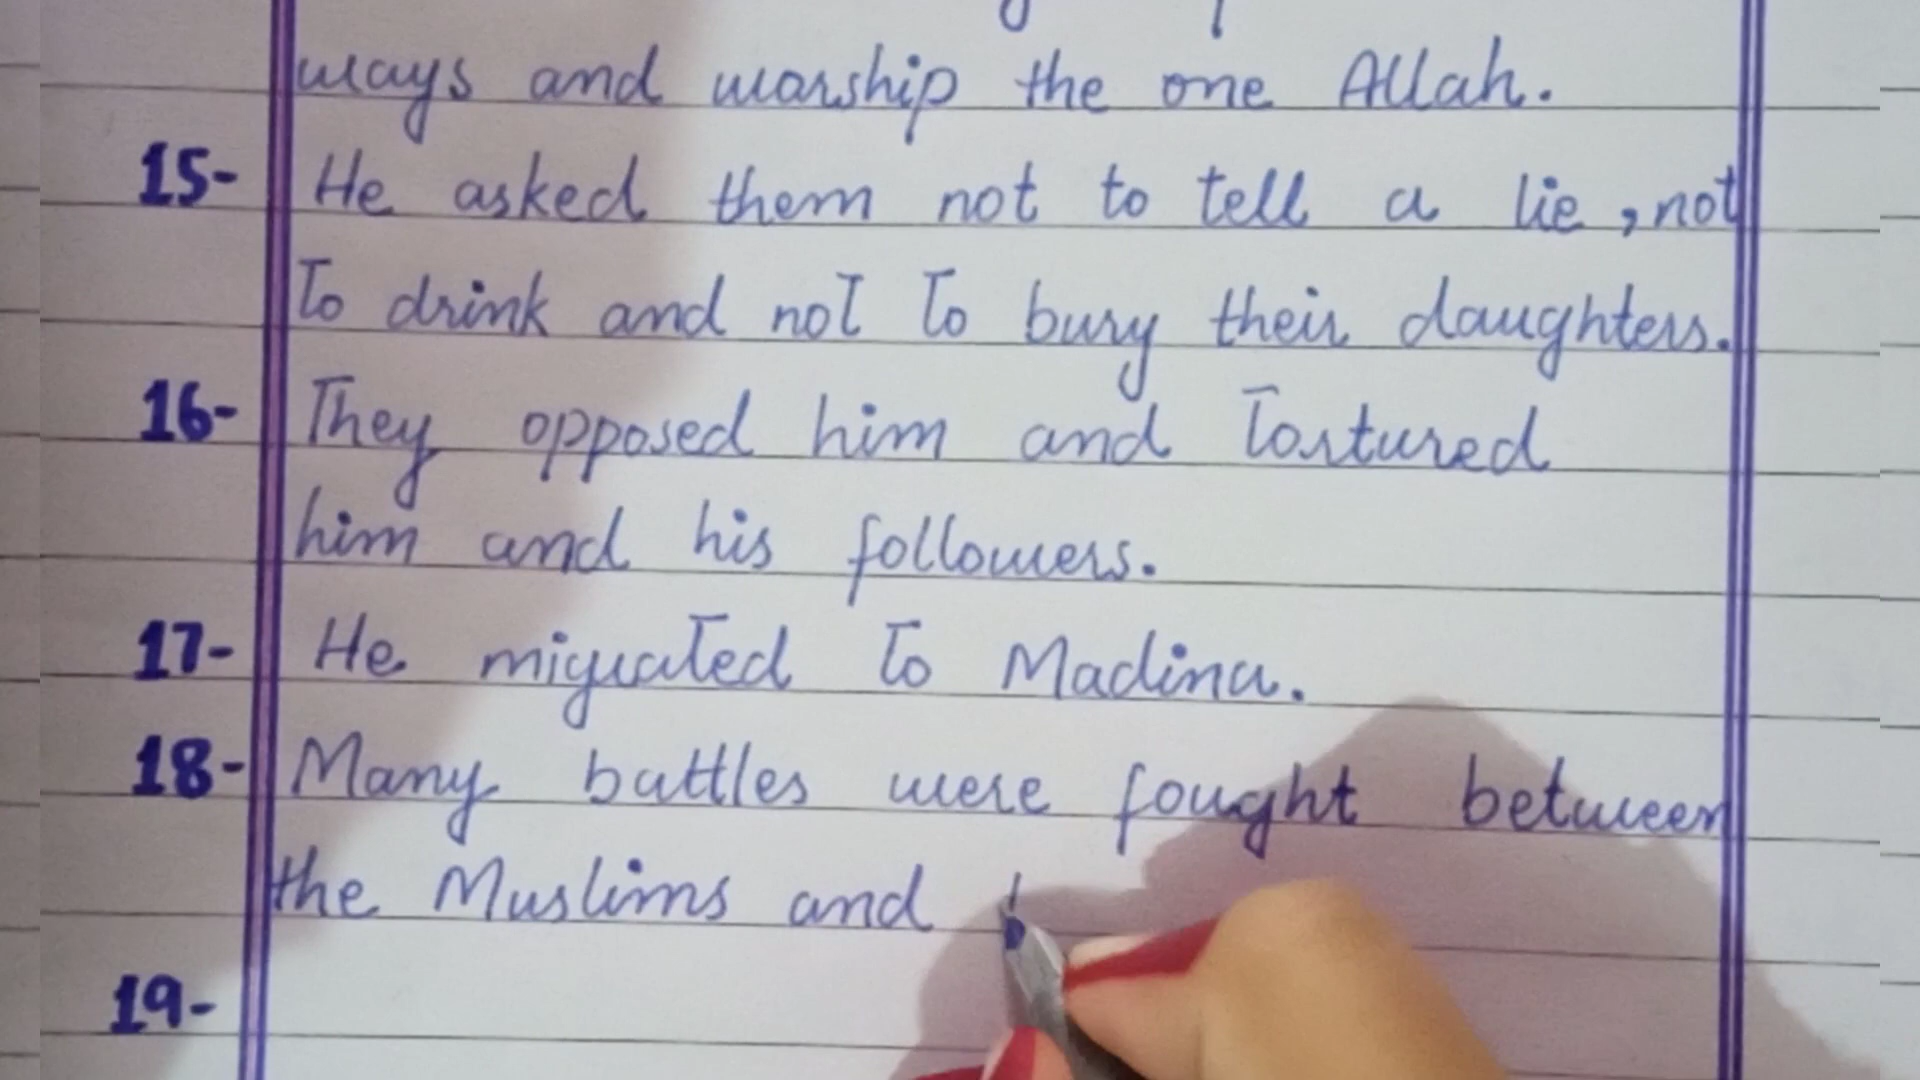 ways and worship the one Allah.
15- He asked them not to tell a lie, not
To drink and not To bury their daughters.
16- They opposed him and Tortured
him and his followers.
17- He migrated To Madina.
18- Many battles were fought between
the Muslims and
19-